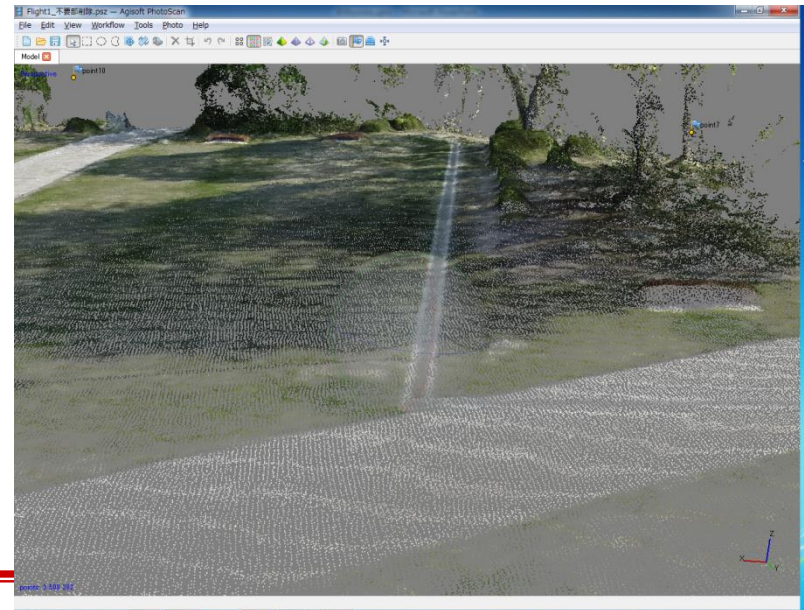 Flight1_不要部削除.psz — Agisoft PhotoScan
File Edit View Workflow Tools Photo Help
Model
Perspective
point10
point7
Z
X
Y